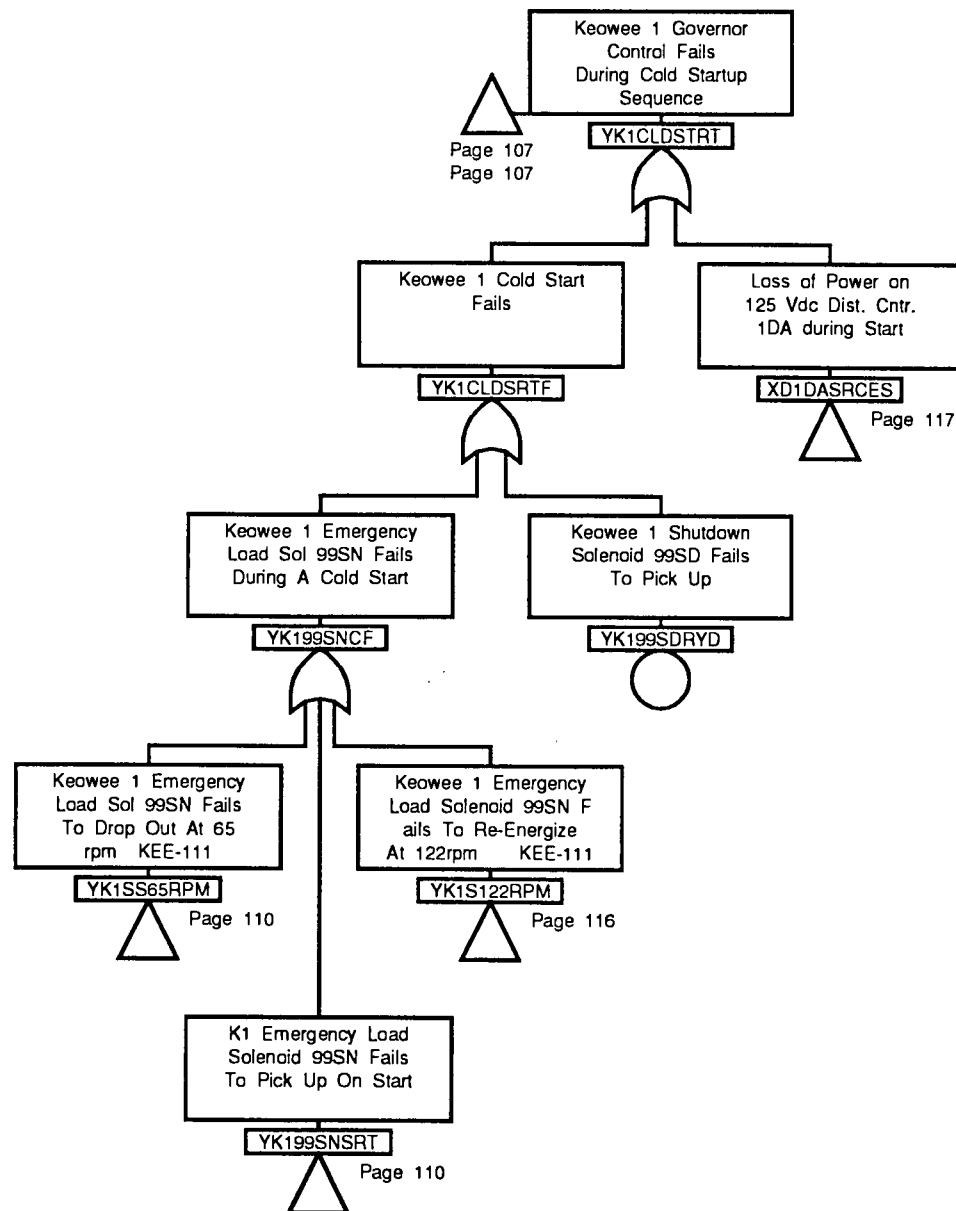 Keowee 1 Governor
Control Fails
During Cold Startup
Sequence
Page 107
Page 107
YK1CLDSTRT
Keowee 1 Cold Start
Fails
YK1CLDSRTF
Loss of Power on
125 Vdc Dist. Cntr.
1DA during Start
XD1DASRCES
Page 117
Keowee 1 Emergency
Load Sol 99SN Fails
During A Cold Start
YK199SNCF
Keowee 1 Shutdown
Solenoid 99SD Fails
To Pick Up
YK199SDRYD
Keowee 1 Emergency
Load Sol 99SN Fails
To Drop Out At 65
rpm KEE-111
YK1SS65RPM
Page 110
Keowee 1 Emergency
Load Solenoid 99SN F
ails To Re-Energize
At 122rpm KEE-111
YK1S122RPM
Page 116
K1 Emergency Load
Solenoid 99SN Fails
To Pick Up On Start
YK199SNSRT
Page 110